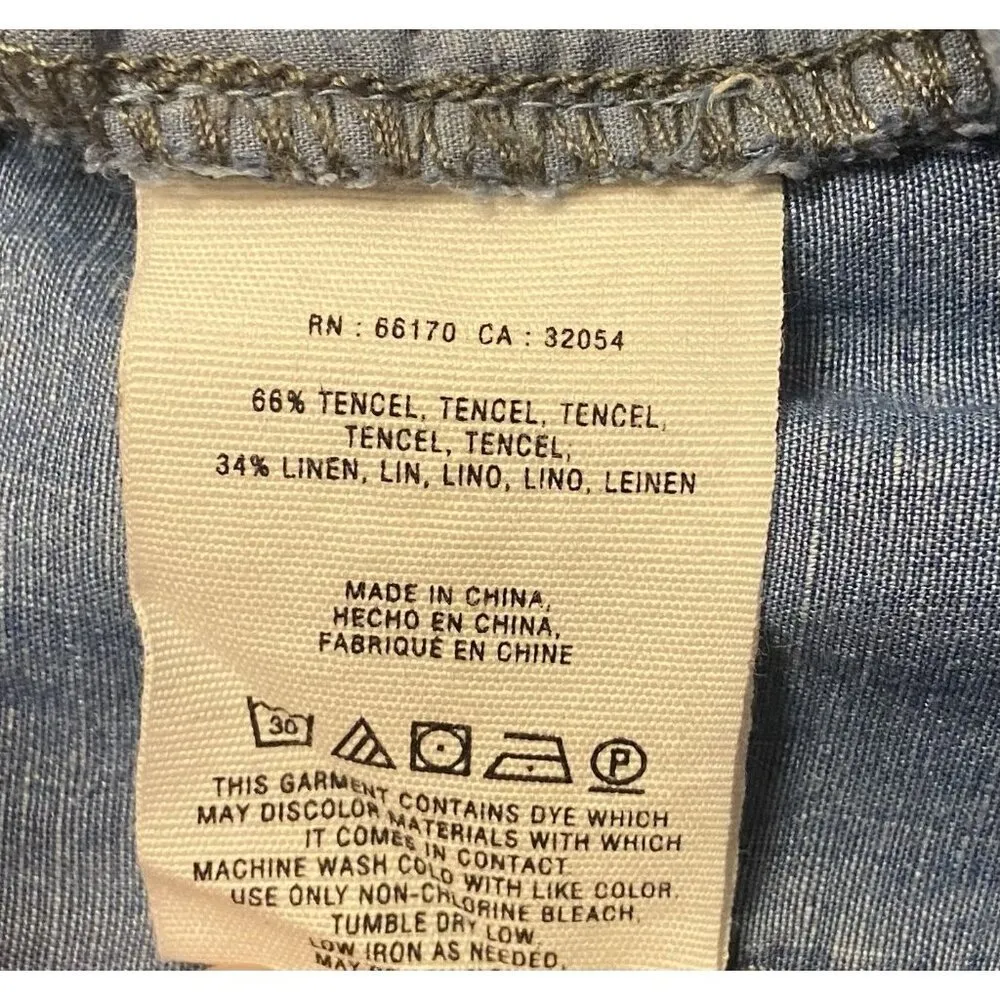 RN : 66170 CA : 32054
66% TENCEL, TENCEL, TENCEL,
TENCEL, TENCEL,
34% LINEN, LIN, LINO, LINO, LEINEN
MADE IN CHINA,
HECHO EN CHINA,
FABRIQUÉ EN CHINE
30 P
THIS GARMENT CONTAINS DYE WHICH
MAY DISCOLOR MATERIALS WITH WHICH
IT COMES IN CONTACT
MACHINE WASH COLD WITH LIKE COLOR.
USE ONLY NON-CHLORINE BLEACH,
TUMBLE DRY LOW
LOW IRON AS NEEDED,
MAY